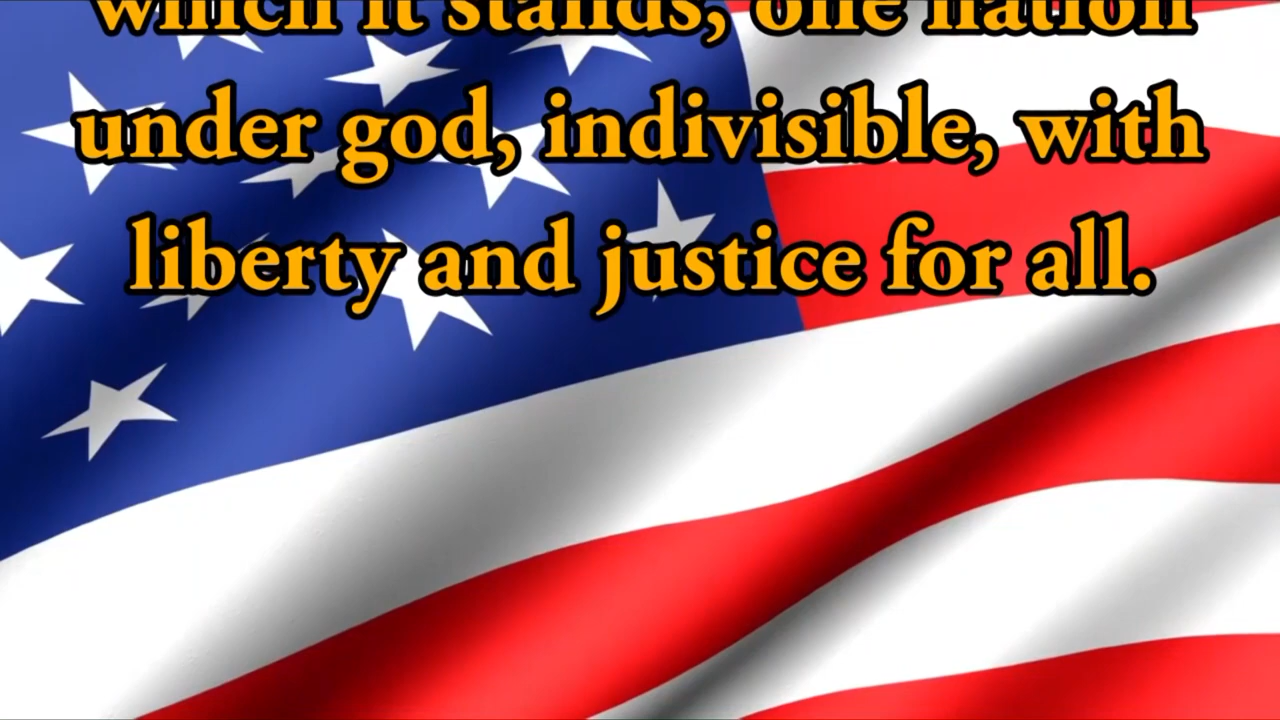 which it stands, one nation
under god, indivisible, with
liberty and justice for all.